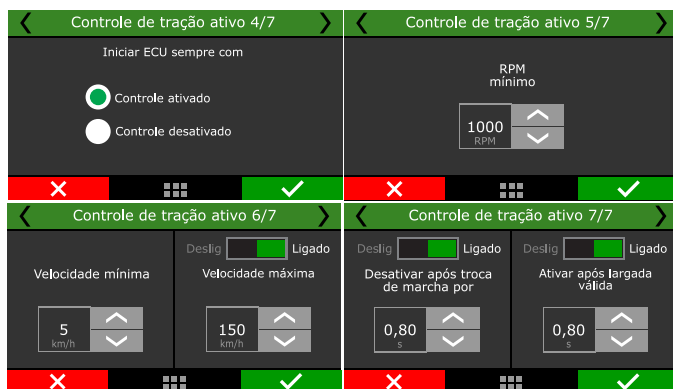 Controle de tração ativo 4/7
Iniciar ECU sempre com
Controle ativado
Controle desativado
Controle de tração ativo 5/7
RPM
mínimo
1000
RPM
Controle de tração ativo 6/7
Velocidade mínima
5
km/h
Deslig Ligado
Velocidade máxima
150
km/h
Controle de tração ativo 7/7
Deslig Ligado
Desativar após troca
de marcha por
0,80
s
Deslig Ligado
Ativar após largada
válida
0,80
s